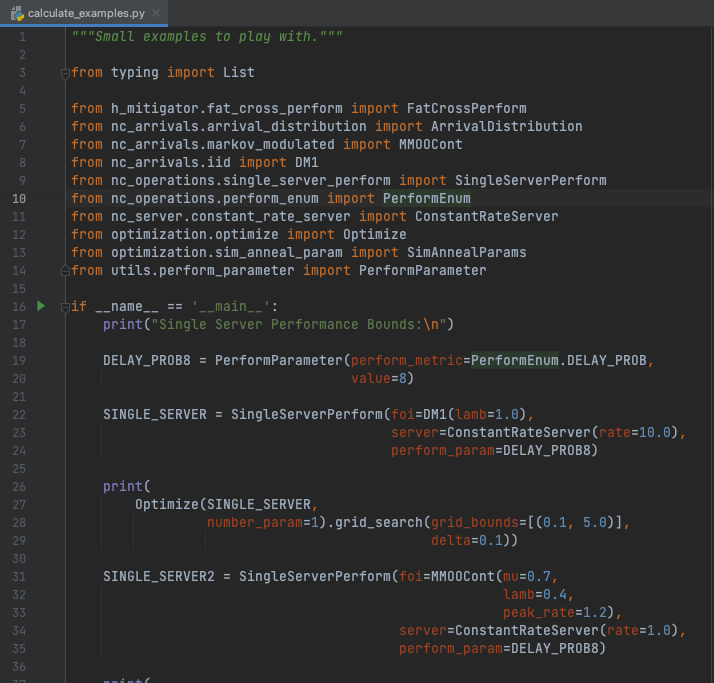 calculate_examples.py ×
1 """Small examples to play with."""
2
3 from typing import List
4
5 from h_mitigator.fat_cross_perform import FatCrossPerform
6 from nc_arrivals.arrival_distribution import ArrivalDistribution
7 from nc_arrivals.markov_modulated import MMOOCont
8 from nc_arrivals.iid import DM1
9 from nc_operations.single_server_perform import SingleServerPerform
10 from nc_operations.perform_enum import PerformEnum
11 from nc_server.constant_rate_server import ConstantRateServer
12 from optimization.optimize import Optimize
13 from optimization.sim_anneal_param import SimAnnealParams
14 from utils.perform_parameter import PerformParameter
15
16 if __name__ == '__main__':
17     print("Single Server Performance Bounds:\n")
18
19     DELAY_PROB8 = PerformParameter(perform_metric=PerformEnum.DELAY_PROB,
20                                    value=8)
21
22     SINGLE_SERVER = SingleServerPerform(foi=DM1(lamb=1.0),
23                                         server=ConstantRateServer(rate=10.0),
24                                         perform_param=DELAY_PROB8)
25
26     print(
27         Optimize(SINGLE_SERVER,
28                  number_param=1).grid_search(grid_bounds=[(0.1, 5.0)],
29                                              delta=0.1))
30
31     SINGLE_SERVER2 = SingleServerPerform(foi=MMOOCont(mu=0.7,
32                                                       lamb=0.4,
33                                                       peak_rate=1.2),
34                                          server=ConstantRateServer(rate=1.0),
35                                          perform_param=DELAY_PROB8)
36
37     print(